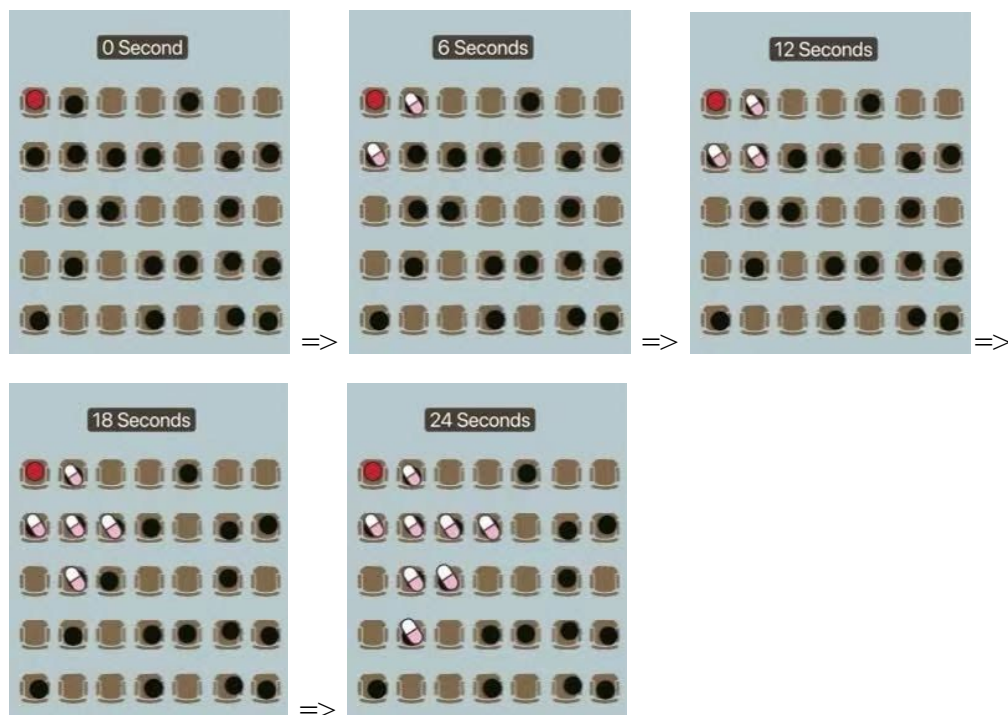 0 Second
6 Seconds
12 Seconds
=>
=>
=>
18 Seconds
24 Seconds
=>